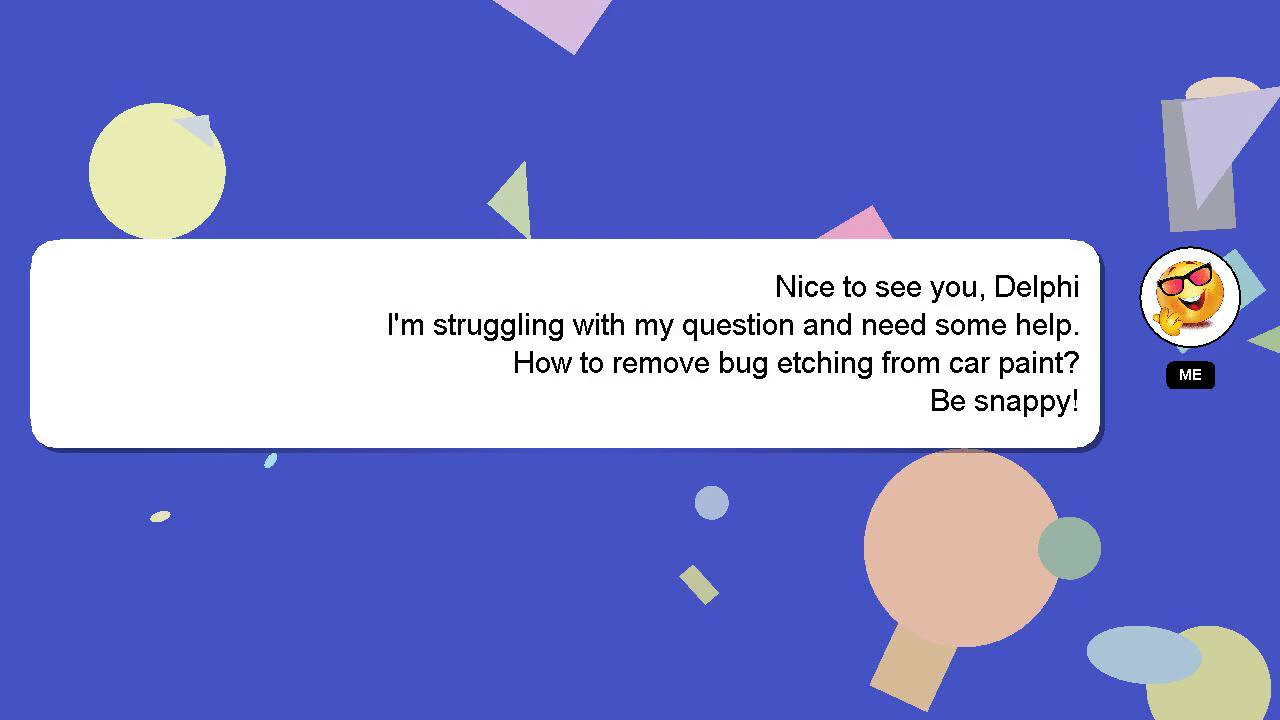 Nice to see you, Delphi
I'm struggling with my question and need some help.
How to remove bug etching from car paint?
Be snappy!
ME